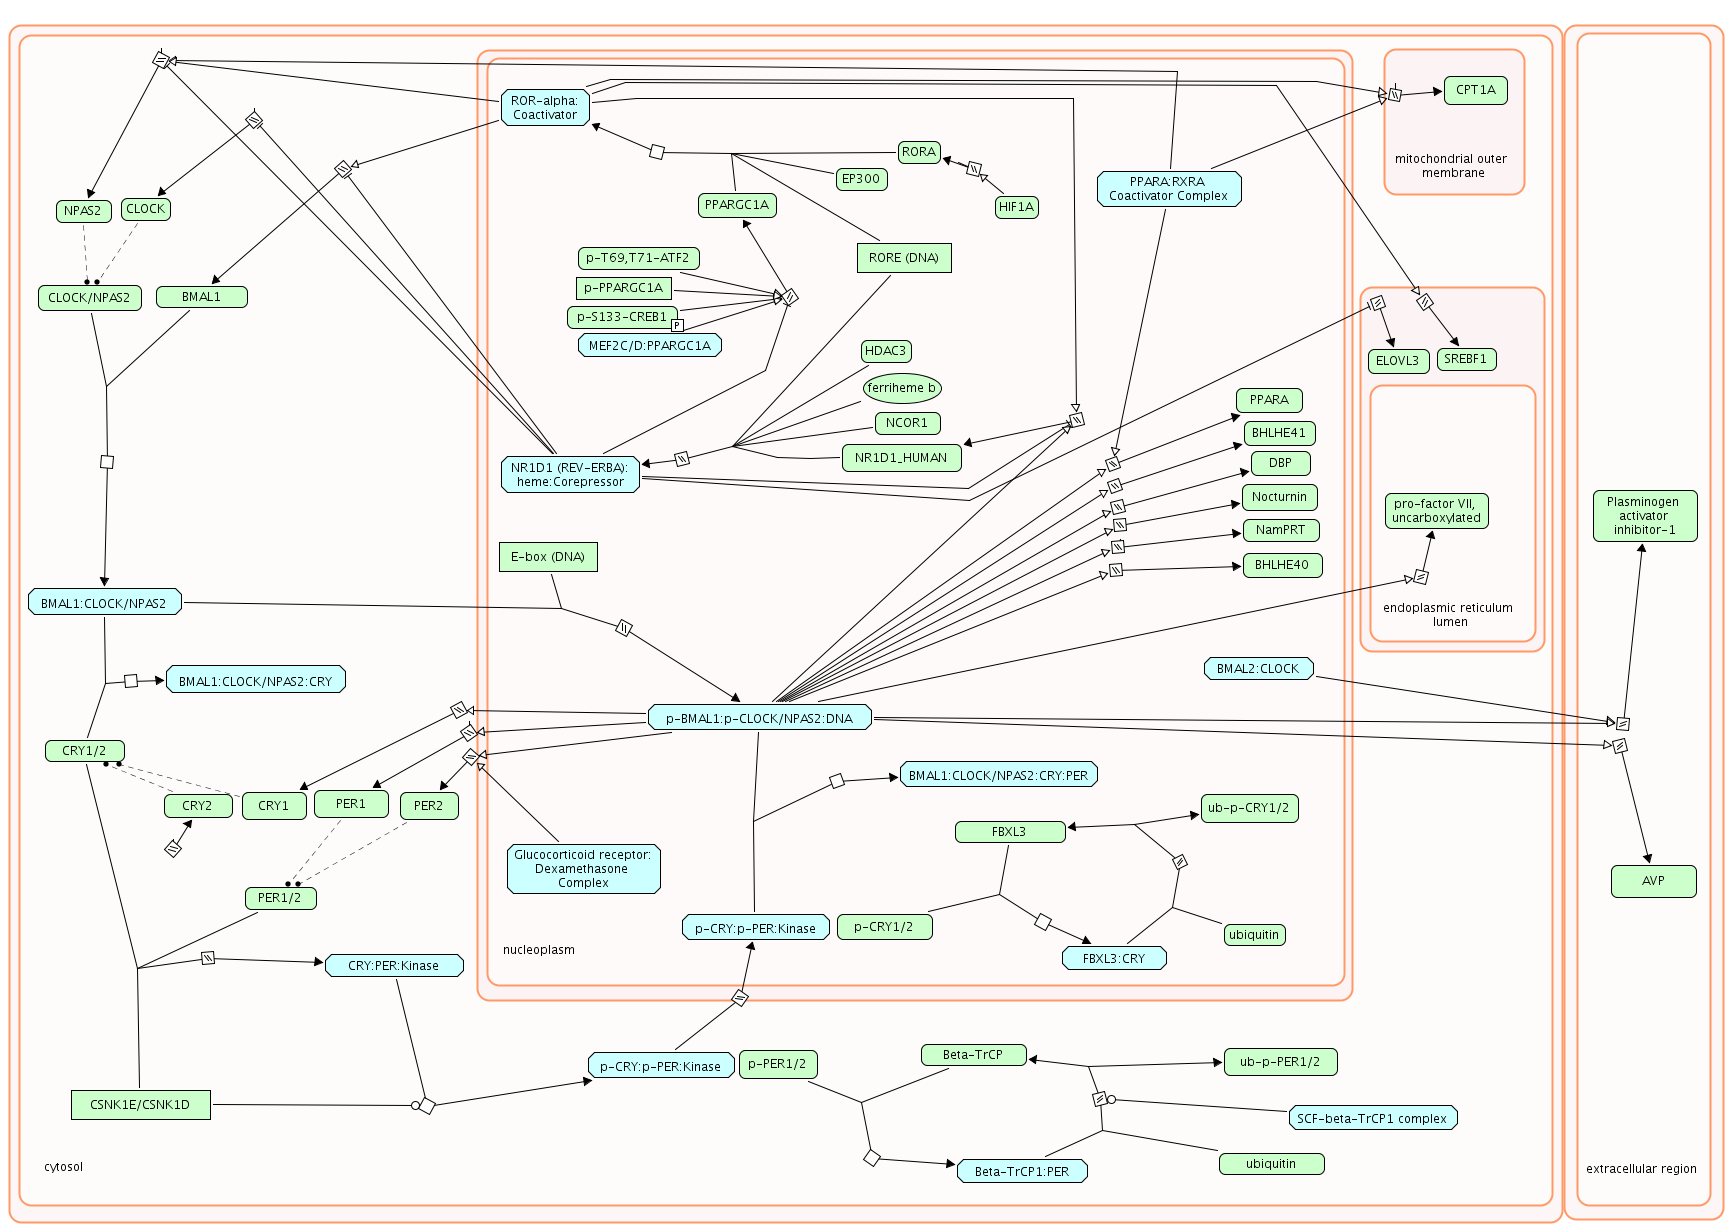 ROR-alpha:
Coactivator
CPT1A
mitochondrial outer
membrane
RORA
EP300
HIF1A
PPARGC1A
PPARA:RXRA
Coactivator Complex
NPAS2
CLOCK
p-T69,T71-ATF2
RORE (DNA)
p-PPARGC1A
CLOCK/NPAS2
BMAL1
p-S133-CREB1
P
MEF2C/D:PPARGC1A
HDAC3
ferriheme b
NCOR1
NR1D1_HUMAN
ELOVL3
SREBF1
PPARA
BHLHE41
DBP
Nocturnin
NamPRT
BHLHE40
NR1D1 (REV-ERBA):
heme:Corepressor
pro-factor VII,
uncarboxylated
Plasminogen
activator
inhibitor-1
E-box (DNA)
BMAL1:CLOCK/NPAS2
endoplasmic reticulum
lumen
BMAL1:CLOCK/NPAS2:CRY
BMAL2:CLOCK
p-BMAL1:p-CLOCK/NPAS2:DNA
CRY1/2
BMAL1:CLOCK/NPAS2:CRY:PER
CRY2
CRY1
PER1
PER2
ub-p-CRY1/2
FBXL3
Glucocorticoid receptor:
Dexamethasone
Complex
AVP
PER1/2
p-CRY:p-PER:Kinase
p-CRY1/2
ubiquitin
nucleoplasm
CRY:PER:Kinase
FBXL3:CRY
p-CRY:p-PER:Kinase
p-PER1/2
Beta-TrCP
ub-p-PER1/2
CSNK1E/CSNK1D
SCF-beta-TrCP1 complex
Beta-TrCP1:PER
ubiquitin
cytosol
extracellular region